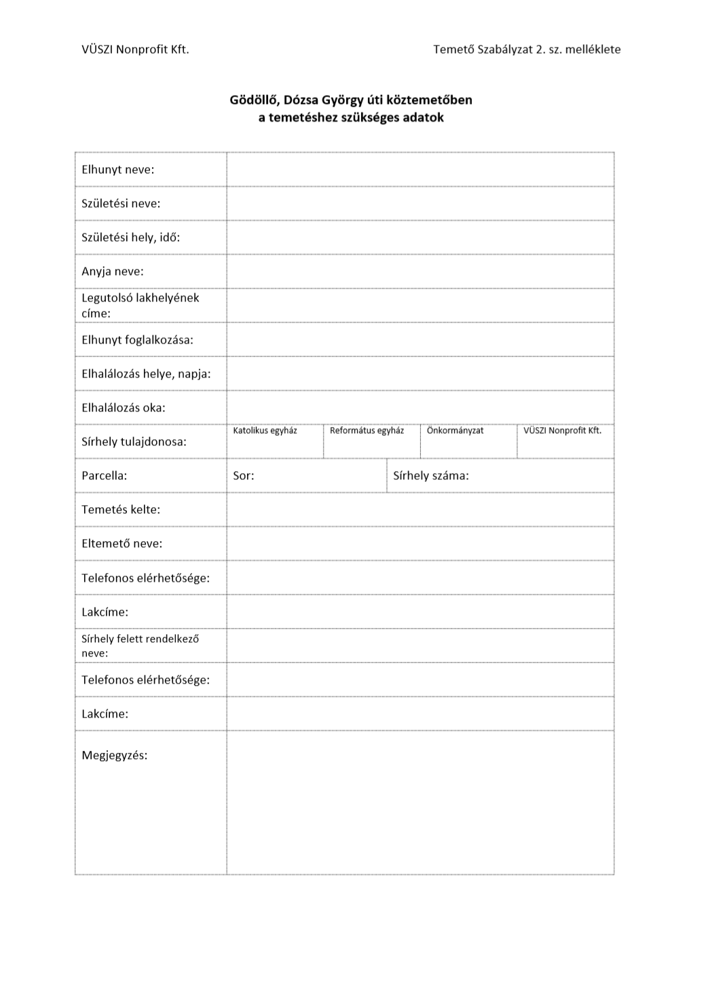 VÜSZI Nonprofit Kft. Temető Szabályzat 2. sz. melléklete
Gödöllő, Dózsa György úti köztemetőben
a temetéshez szükséges adatok
Elhunyt neve:
Születési neve:
Születési hely, idő:
Anyja neve:
Legutolsó lakhelyének
címe:
Elhunyt foglalkozása:
Elhalálozás helye, napja:
Elhalálozás oka:
Sírhely tulajdonosa: Katolikus egyház Református egyház Önkormányzat VÜSZI Nonprofit Kft.
Parcella: Sor: Sírhely száma:
Temetés kelte:
Eltemető neve:
Telefonos elérhetősége:
Lakcíme:
Sírhely felett rendelkező
neve:
Telefonos elérhetősége:
Lakcíme:
Megjegyzés: